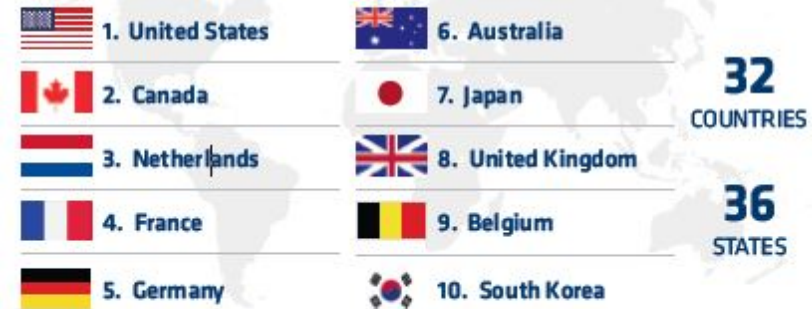 1. United States
2. Canada
3. Netherlands
4. France
5. Germany
6. Australia
7. Japan
8. United Kingdom
9. Belgium
10. South Korea
32
COUNTRIES
36
STATES